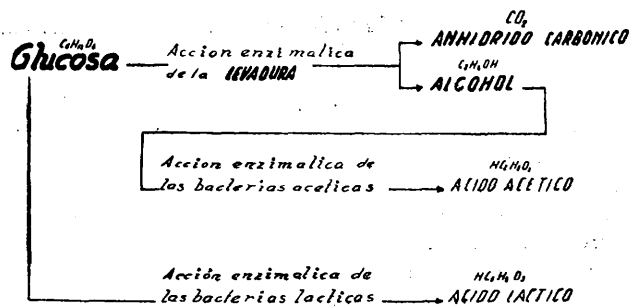 CO₂
C₆H₁₂O₆
ANHIDRIDO CARBONICO
Glucosa
Accion enzimatica
de la LEVADURA
C₂H₅OH
ALCOHOL
Accion enzimatica de
las bacterias aceticas
HC₂H₃O₂
ACIDO ACETICO
Acción enzimatica de
las bacterias lacticas
HC₃H₅O₃
ACIDO LACTICO